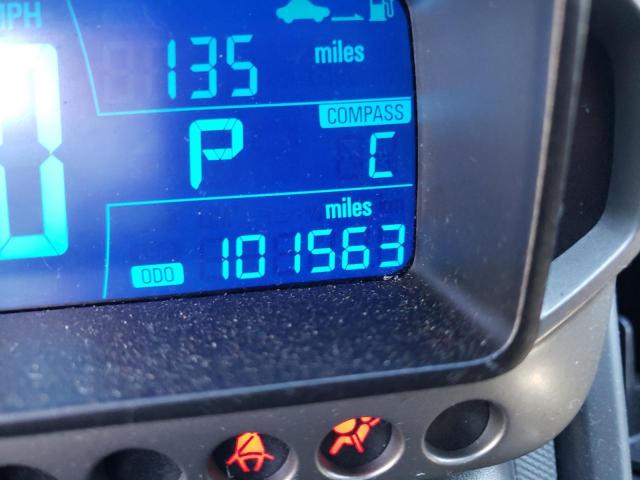 MPH
135 miles
P
COMPASS
C
miles
ODO 101563